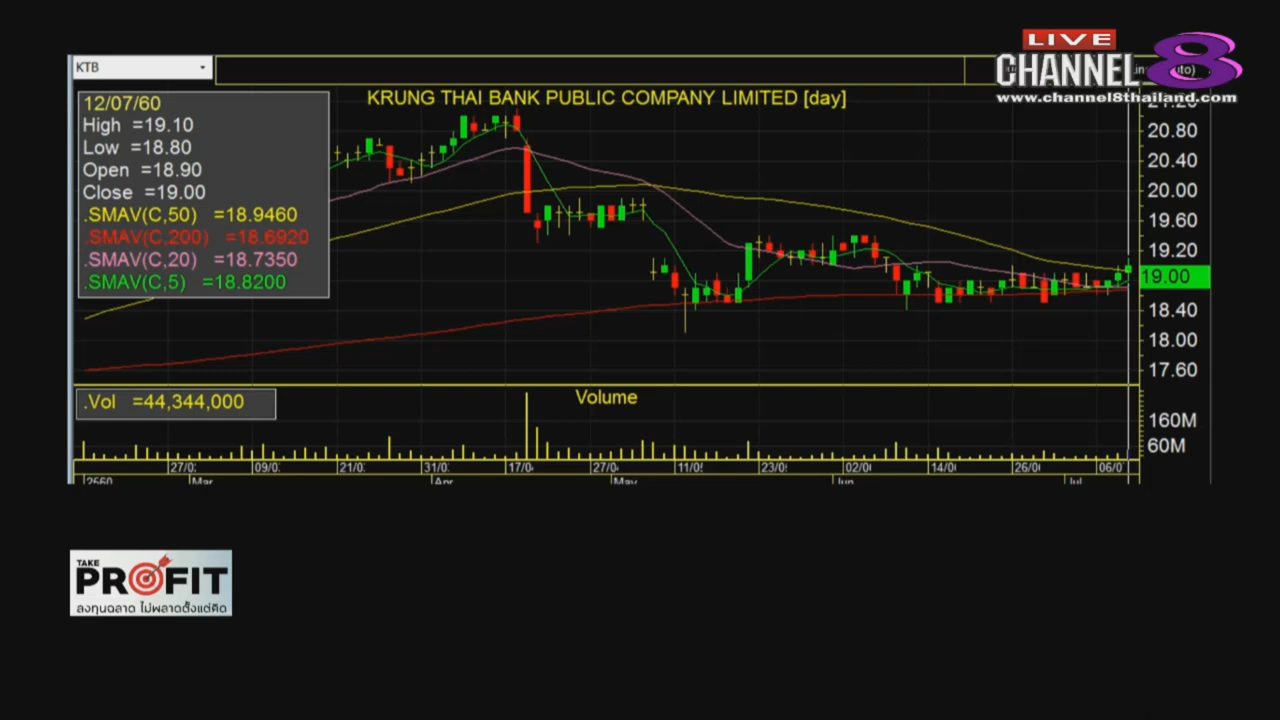 LIVE
CHANNEL 8
www.channel8thailand.com
KTB
KRUNG THAI BANK PUBLIC COMPANY LIMITED [day]
12/07/60
High =19.10
Low =18.80
Open =18.90
Close =19.00
.SMAV(C,50) =18.9460
.SMAV(C,200) =18.6920
.SMAV(C,20) =18.7350
.SMAV(C,5) =18.8200
20.80
20.40
20.00
19.60
19.20
19.00
18.40
18.00
17.60
.Vol =44,344,000
Volume
160M
60M
27/0 09/0 21/0 31/0 17/0 27/0 11/0 23/0 02/0 14/0 26/0 06/0
2560 Mar Apr May Jun Jul
TAKE
PROFIT
ลงทุนฉลาด ไม่พลาดตั้งแต่คิด